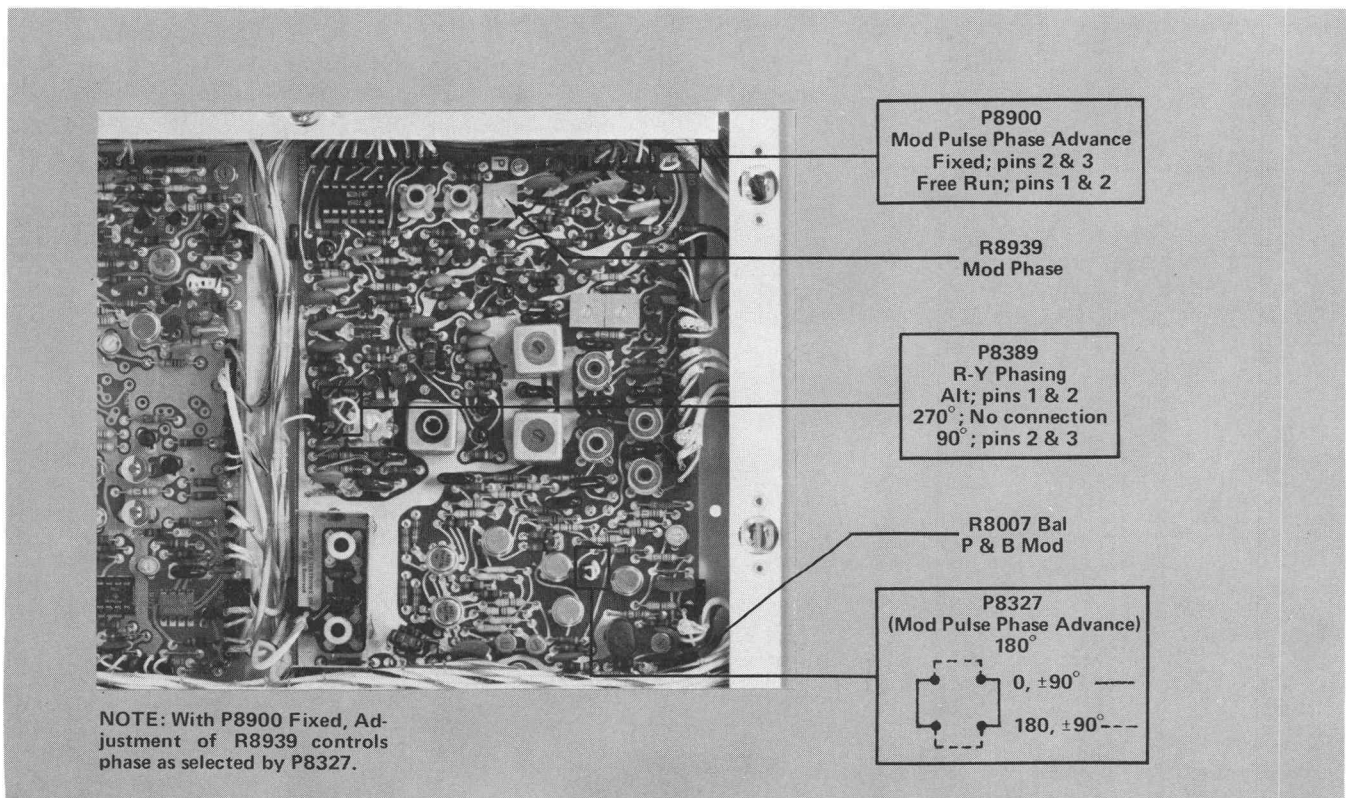 P8900
Mod Pulse Phase Advance
Fixed; pins 2 & 3
Free Run; pins 1 & 2
R8939
Mod Phase
P8389
R-Y Phasing
Alt; pins 1 & 2
270°; No connection
90°; pins 2 & 3
R8007 Bal
P & B Mod
P8327
(Mod Pulse Phase Advance)
180°
0, ±90°
180, ±90°
NOTE: With P8900 Fixed, Ad-
justment of R8939 controls
phase as selected by P8327.